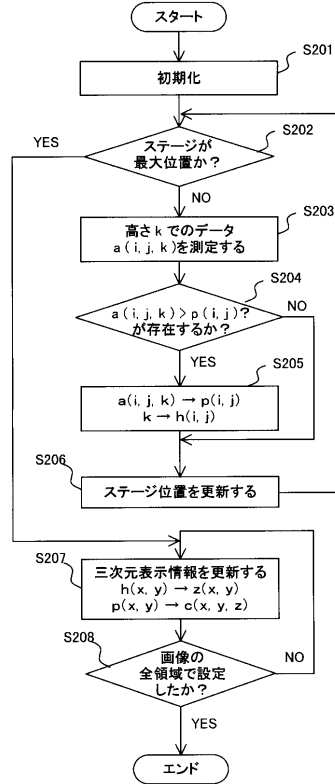 スタート
S201
初期化
S202
YES
ステージが
最大位置か？
NO
S203
高さkでのデータ
a(i, j, k)を測定する
S204
a(i, j, k)>p(i, j)?
が存在するか？
NO
YES
S205
a(i, j, k) → p(i, j)
k → h(i, j)
S206
ステージ位置を更新する
S207
三次元表示情報を更新する
h(x, y) → z(x, y)
p(x, y) → c(x, y, z)
S208
画像の
全領域で設定
したか？
NO
YES
エンド